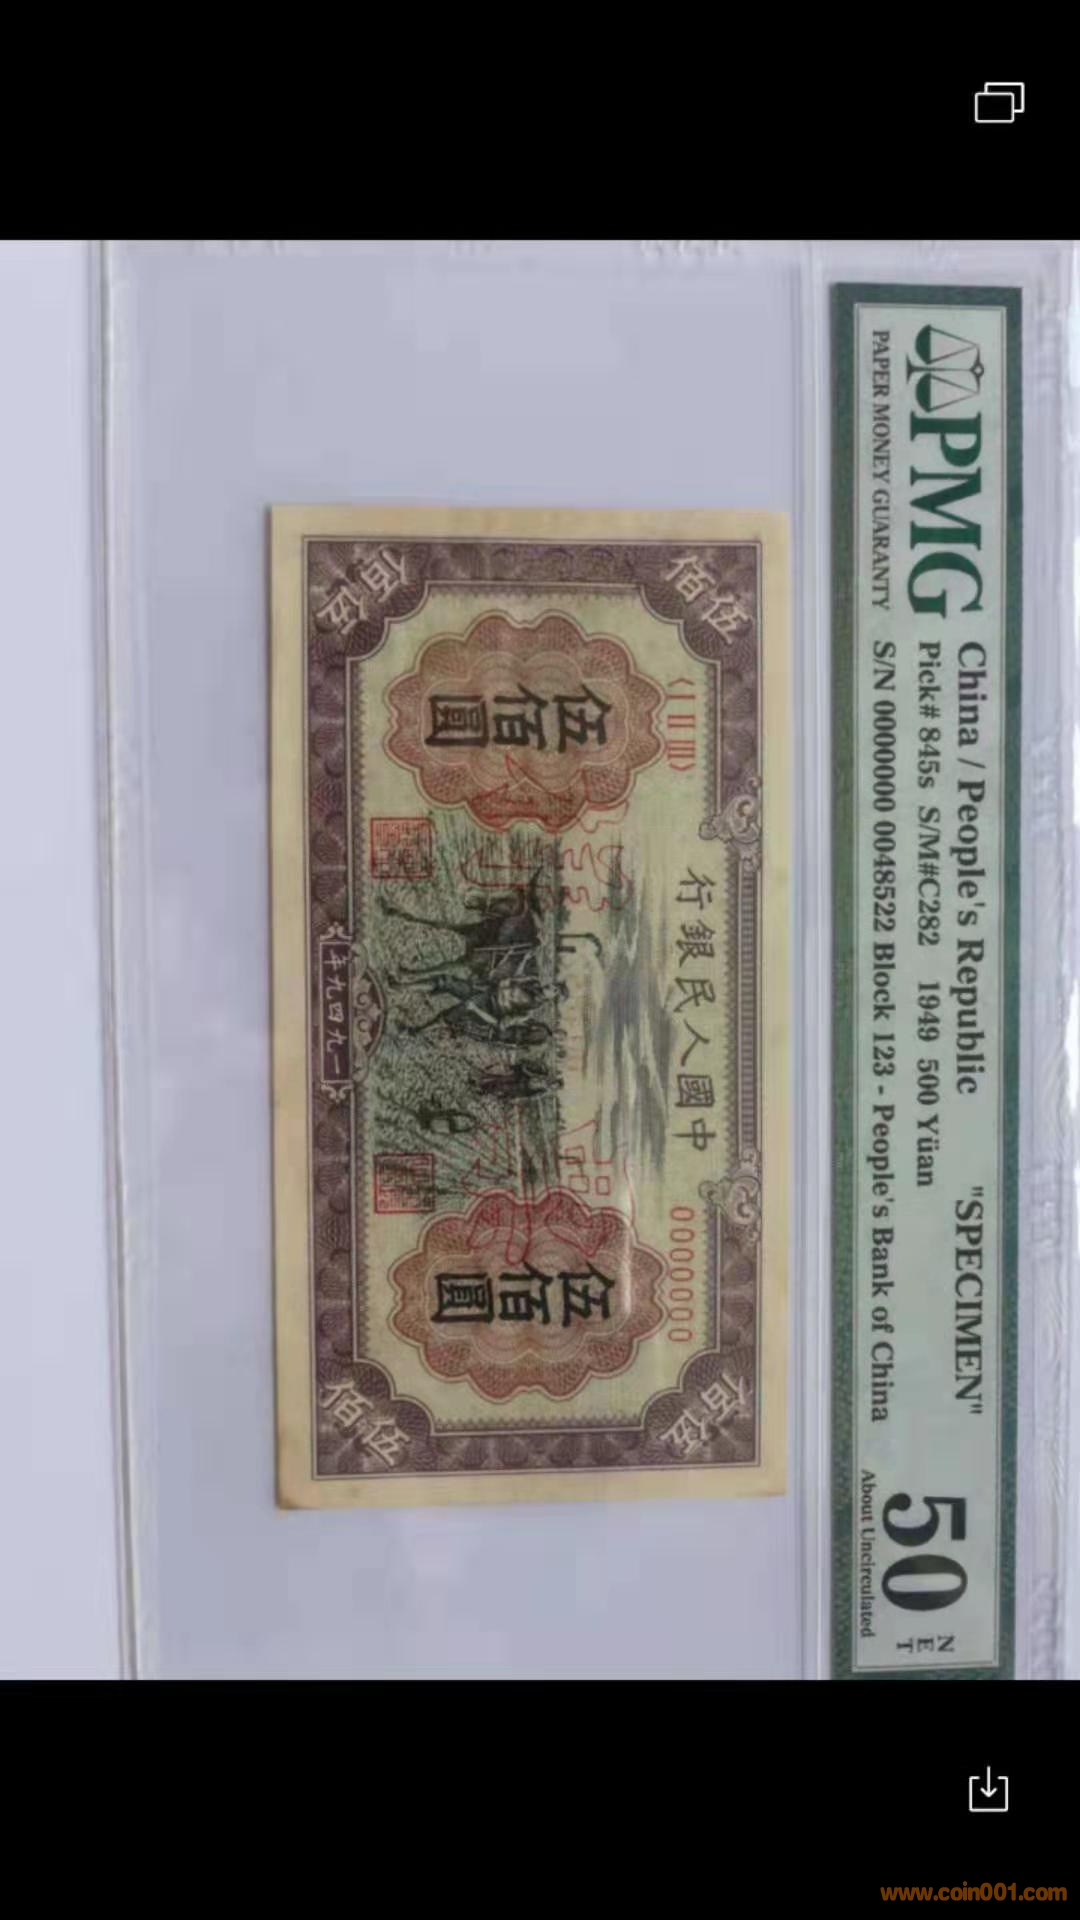 PMG
PAPER MONEY GUARANTY
China / People's Republic "SPECIMEN"
Pick# 845s S/M#C282 1949 500 Yüan
S/N 0000000 0048522 Block 123 - People's Bank of China
50
NET
About Uncirculated
伍佰
佰伍
行銀民人國中
〈I II III〉
0000000
伍佰圓
伍佰圓
票
品
年九四九一
佰伍
伍佰
www.coin001.com